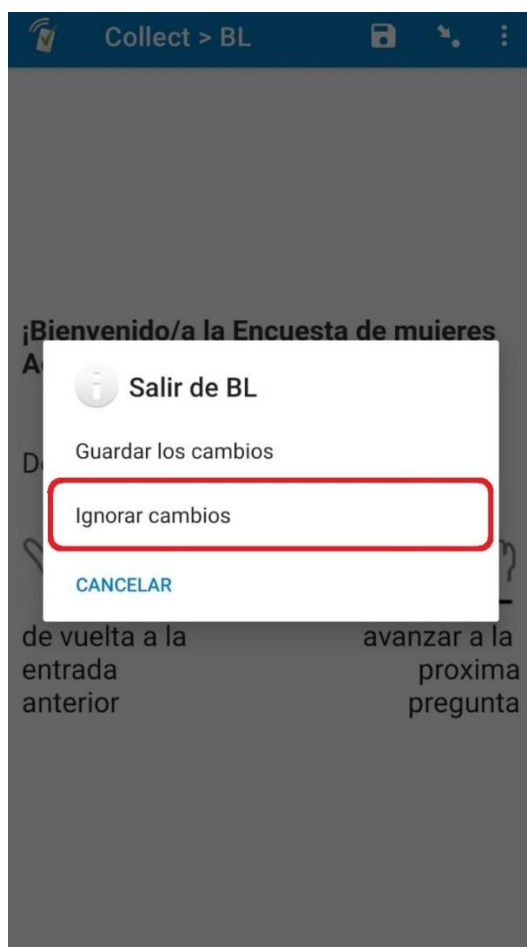 Collect > BL
¡Bienvenido/a la Encuesta de mujeres
A
Salir de BL
Guardar los cambios
D
Ignorar cambios
CANCELAR
de vuelta a la
entrada
anterior
avanzar a la
proxima
pregunta